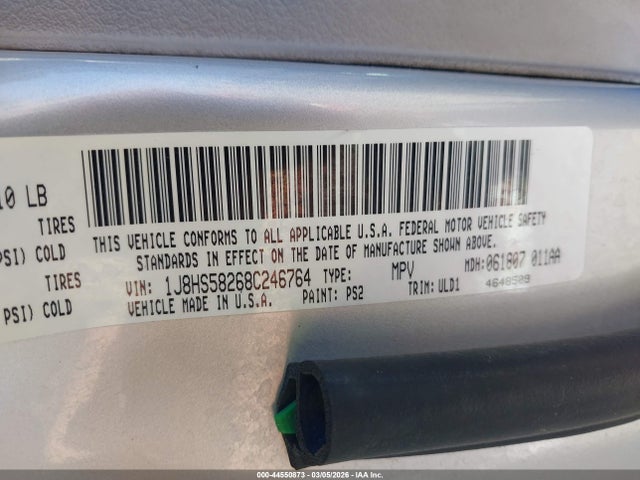 10 LB
TIRES
PSI) COLD
TIRES
PSI) COLD
THIS VEHICLE CONFORMS TO ALL APPLICABLE U.S.A. FEDERAL MOTOR VEHICLE SAFETY
STANDARDS IN EFFECT ON THE DATE OF MANUFACTURE SHOWN ABOVE.
VIN: 1J8HS58268C246764 TYPE: MPV MDH: 061807 011AA
VEHICLE MADE IN U.S.A. PAINT: PS2 TRIM: VLD1 4648509
000-44550873 — 03/05/2026 — IAA Inc.